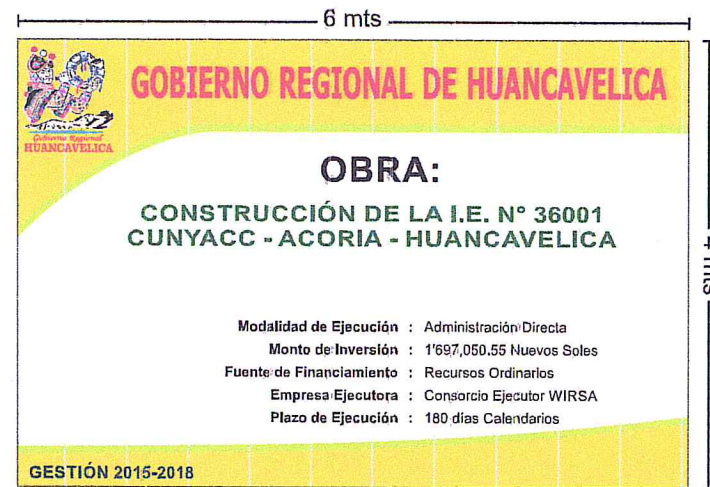 6 mts
GOBIERNO REGIONAL DE HUANCAVELICA
Gobierno Regional
HUANCAVELICA
OBRA:
CONSTRUCCIÓN DE LA I.E. N° 36001
CUNYACC - ACORIA - HUANCAVELICA
Modalidad de Ejecución : Administración Directa
Monto de Inversión : 1'697,050.55 Nuevos Soles
Fuente de Financiamiento : Recursos Ordinarios
Empresa Ejecutora : Consorcio Ejecutor WIRSA
Plazo de Ejecución : 180 días Calendarios
GESTIÓN 2015-2018